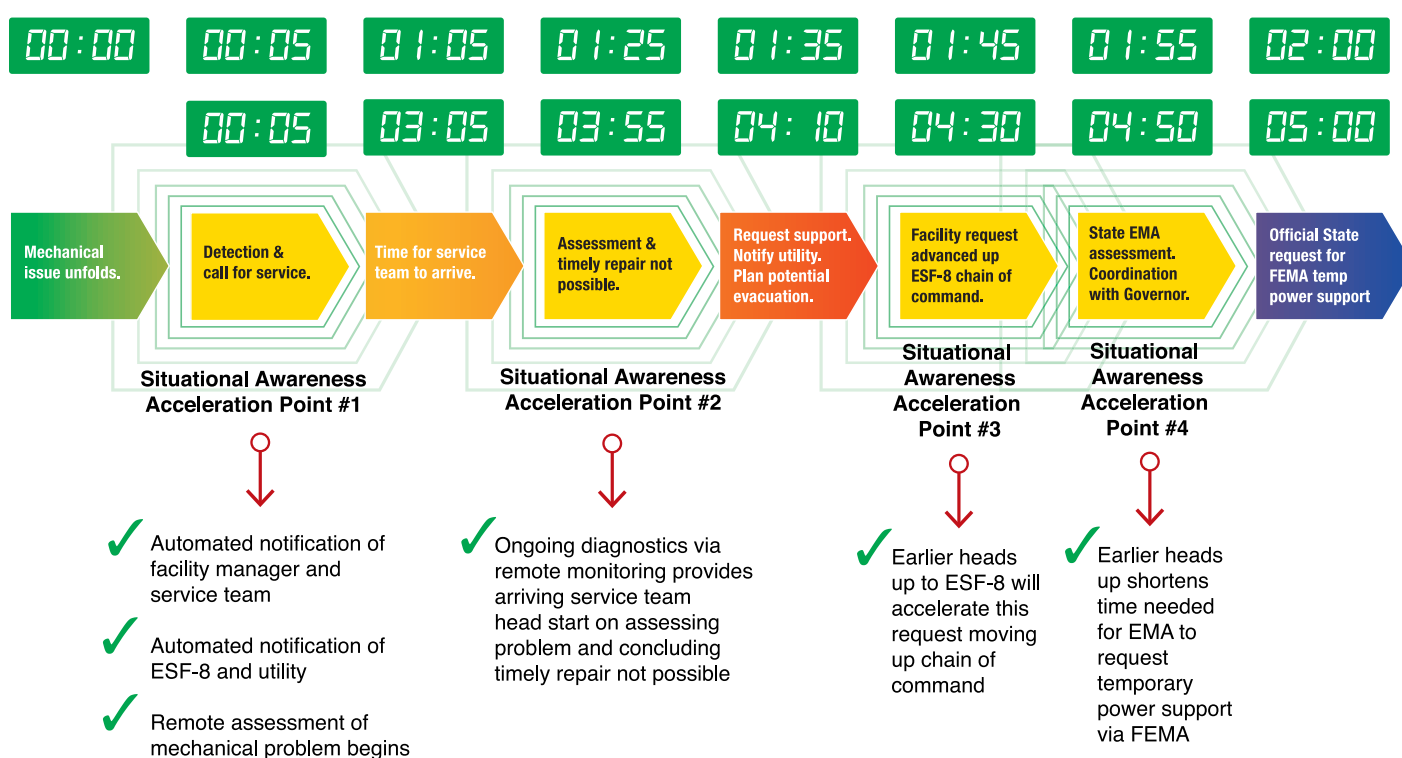 00:00 00:05 01:05 01:25 01:35 01:45 01:55 02:00
00:05 03:05 03:55 04:10 04:30 04:50 05:00
Mechanical
issue unfolds.
Detection &
call for service.
Time for service
team to arrive.
Assessment &
timely repair not
possible.
Request support.
Notify utility.
Plan potential
evacuation.
Facility request
advanced up
ESF-8 chain of
command.
State EMA
assessment.
Coordination
with Governor.
Official State
request for
FEMA temp
power support
Situational Awareness
Acceleration Point #1
Automated notification of
facility manager and
service team
Automated notification of
ESF-8 and utility
Remote assessment of
mechanical problem begins
Situational Awareness
Acceleration Point #2
Ongoing diagnostics via
remote monitoring provides
arriving service team
head start on assessing
problem and concluding
timely repair not possible
Situational
Awareness
Acceleration
Point #3
Earlier heads
up to ESF-8 will
accelerate this
request moving
up chain of
command
Situational
Awareness
Acceleration
Point #4
Earlier heads
up shortens
time needed
for EMA to
request
temporary
power support
via FEMA